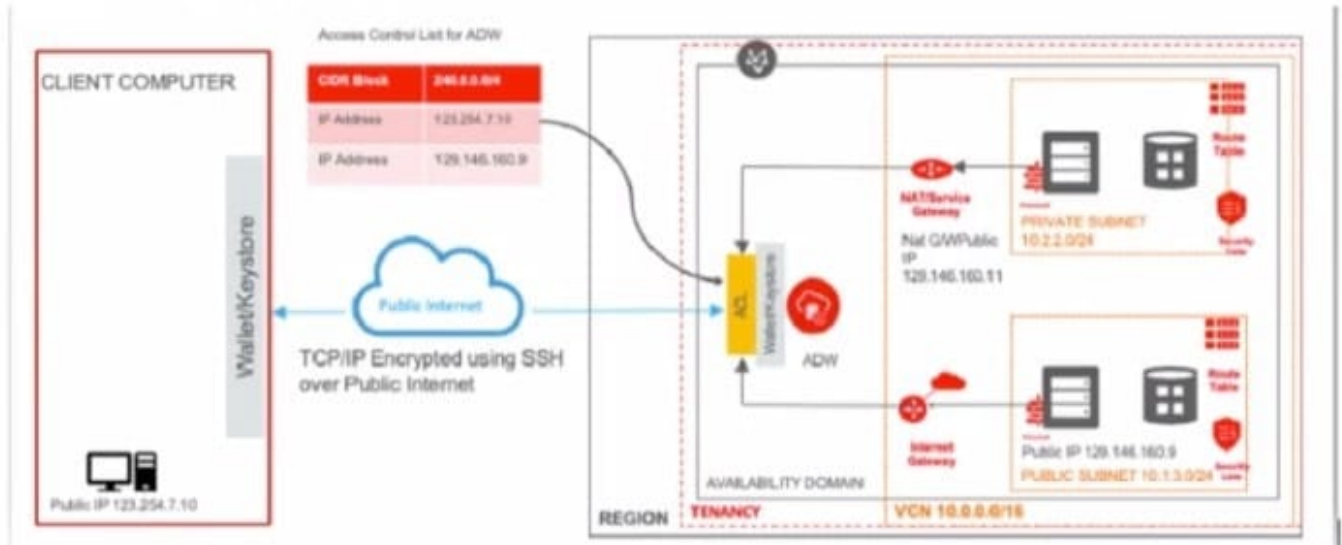 Access Control List for ADW
CLIENT COMPUTER
CIDR Block 240.0.0.0/4
IP Address 123.254.7.10
IP Address 129.146.160.9
Wallet/Keystore
Public Internet
TCP/IP Encrypted using SSH
over Public Internet
Public IP 123.254.7.10
ACL
Wallet/Keystore
ADW
NAT/Service
Gateway
Nat G/WPublic
IP
129.146.160.11
Route
Table
PRIVATE SUBNET
10.2.2.0/24
Security
Lists
Internet
Gateway
Route
Table
Public IP 129.146.160.9
PUBLIC SUBNET 10.1.3.0/24
Security
Lists
AVAILABILITY DOMAIN
REGION
TENANCY
VCN 10.0.0.0/16